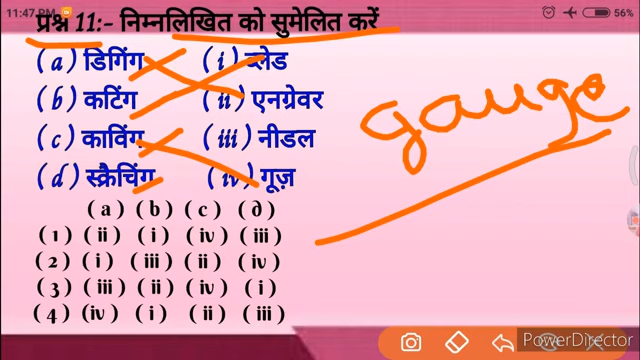 11:47 PM 56%
प्रश्न 11:- निम्नलिखित को सुमेलित करें
(a) डिगिंग (i) ब्लेड
(b) कटिंग (ii) एनग्रेवर
(c) कार्विंग (iii) नीडल
(d) स्क्रैचिंग (iv) गूज़
gauge
(a) (b) (c) (d)
(1) (ii) (i) (iv) (iii)
(2) (i) (iii) (ii) (iv)
(3) (iii) (ii) (iv) (i)
(4) (iv) (i) (ii) (iii)
PowerDirector